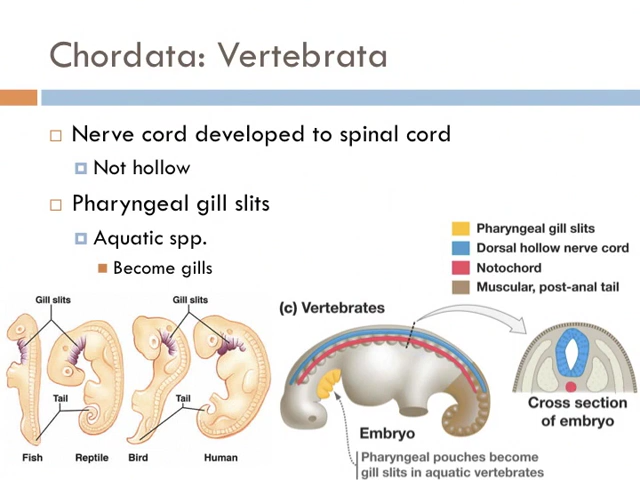 Chordata: Vertebrata
Nerve cord developed to spinal cord
Not hollow
Pharyngeal gill slits
Aquatic spp.
Become gills
Pharyngeal gill slits
Dorsal hollow nerve cord
Notochord
Muscular, post-anal tail
Gill slits
Gill slits
Tail
Tail
Fish
Reptile
Bird
Human
(c) Vertebrates
Embryo
Pharyngeal pouches become
gill slits in aquatic vertebrates
Cross section
of embryo